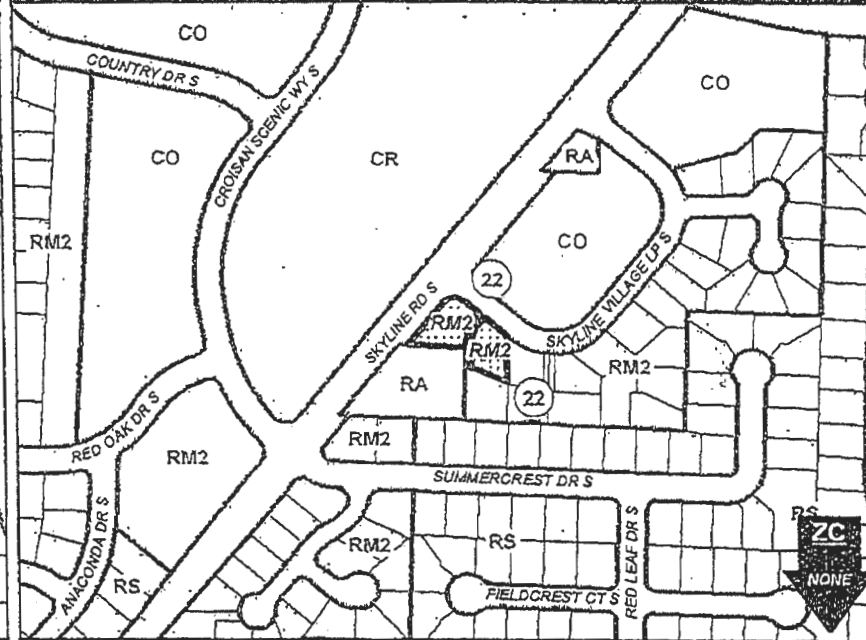 CO
COUNTRY DR S
CROISAN SCENIC WY S
CO
CO
CR
RA
RM2
CO
22
SKYLINE RD S
SKYLINE VILLAGE LP S
RM2
RM2
RM2
RA
22
RED OAK DR S
RM2
RM2
SUMMERCREST DR S
ANACONDA DR S
RS
RM2
RS
RED LEAF DR S
FIELDCREST CT S
RS
ZC
NONE